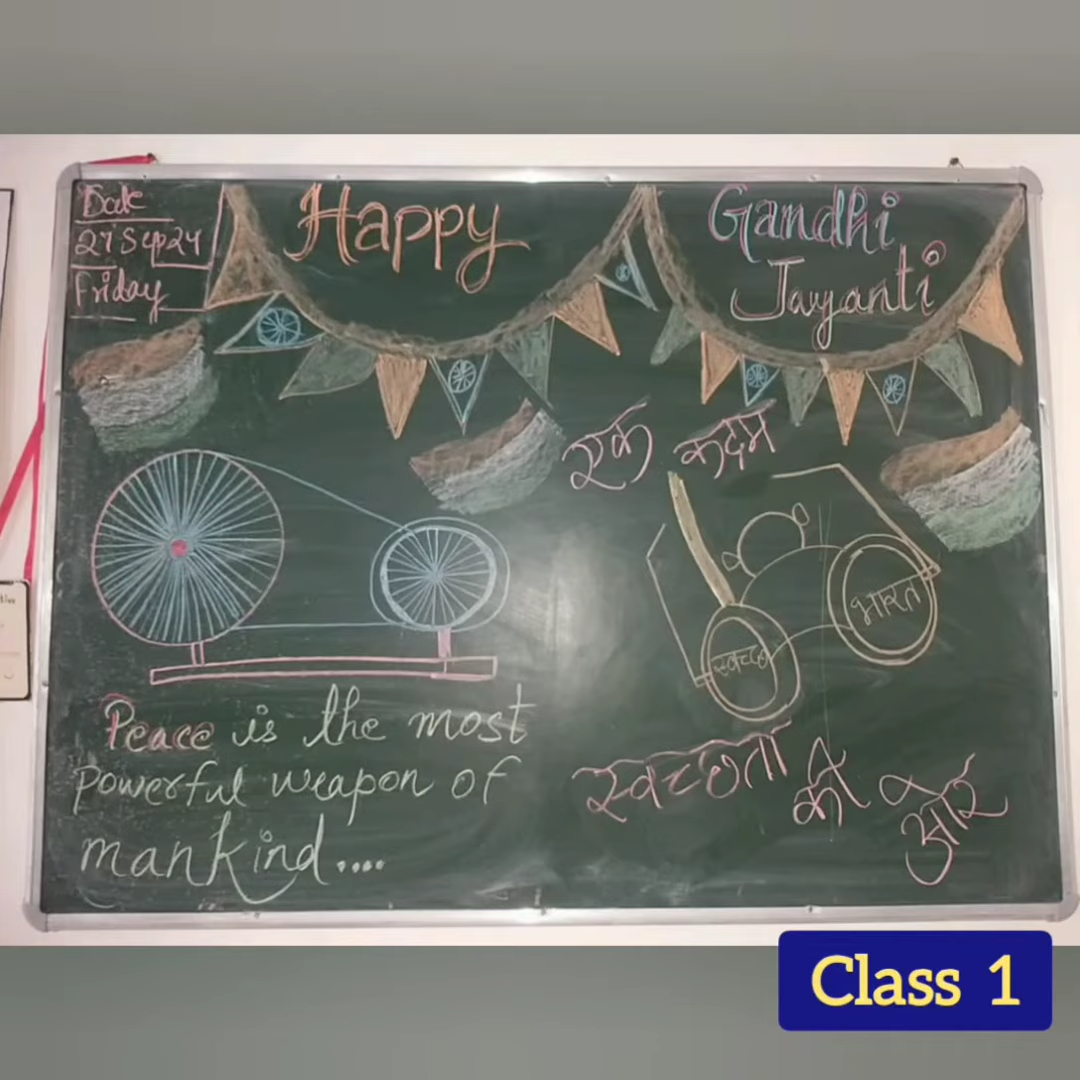 Date
27 Sep 24
Friday
Happy
Gandhi
Jayanti
एक कदम
स्वच्छ
भारत
स्वच्छता की ओर
Peace is the most
powerful weapon of
mankind....
Class 1